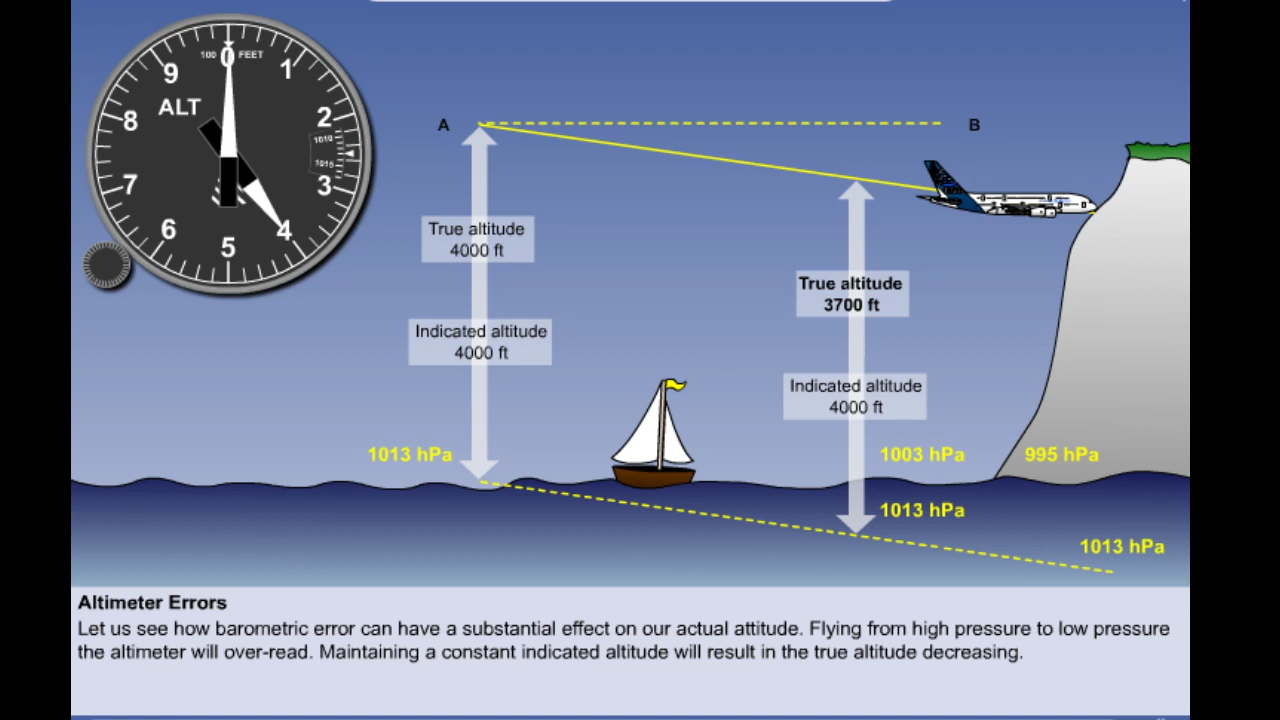 0
100 FEET
9
1
ALT
8
2
1010
1015
7
3
6
4
5
A
B
True altitude
4000 ft
Indicated altitude
4000 ft
True altitude
3700 ft
Indicated altitude
4000 ft
1013 hPa
1003 hPa
995 hPa
1013 hPa
1013 hPa
Altimeter Errors
Let us see how barometric error can have a substantial effect on our actual attitude. Flying from high pressure to low pressure
the altimeter will over-read. Maintaining a constant indicated altitude will result in the true altitude decreasing.